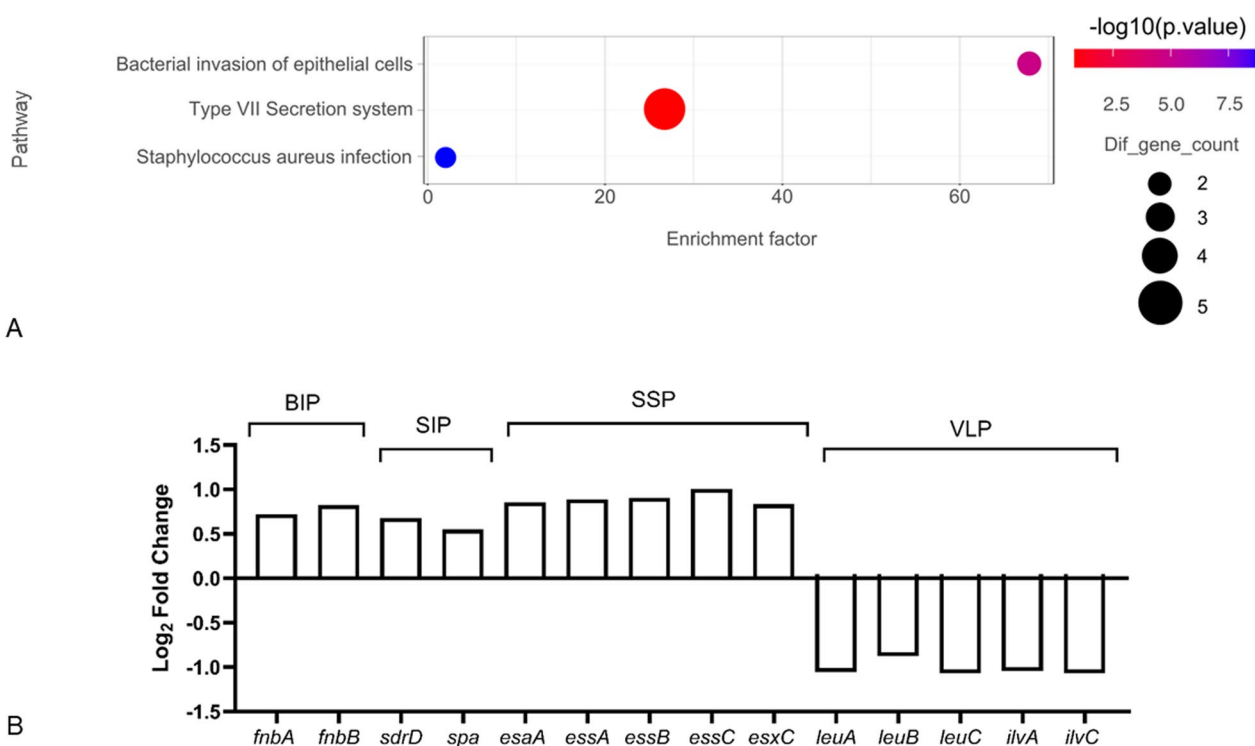 -log10(p.value)
2.5 5.0 7.5
Dif_gene_count
2
3
4
5
Pathway
Bacterial invasion of epithelial cells
Type VII Secretion system
Staphylococcus aureus infection
0 20 40 60
Enrichment factor
A
BIP SIP SSP VLP
Log2 Fold Change
1.5
1.0
0.5
0.0
-0.5
-1.0
-1.5
fnbA fnbB sdrD spa esaA essA essB essC esxC leuA leuB leuC ilvA ilvC
B